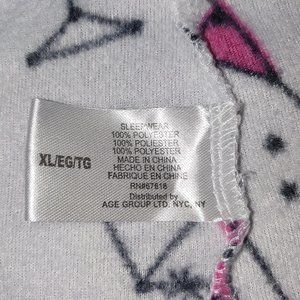 XL/EG/TG
SLEEPWEAR
100% POLYESTER
100% POLYESTER
100% POLYESTER
MADE IN CHINA
HECHO EN CHINA
FABRIQUE EN CHINE
RN#67818
Distributed by
AGE GROUP LTD. NYC, NY